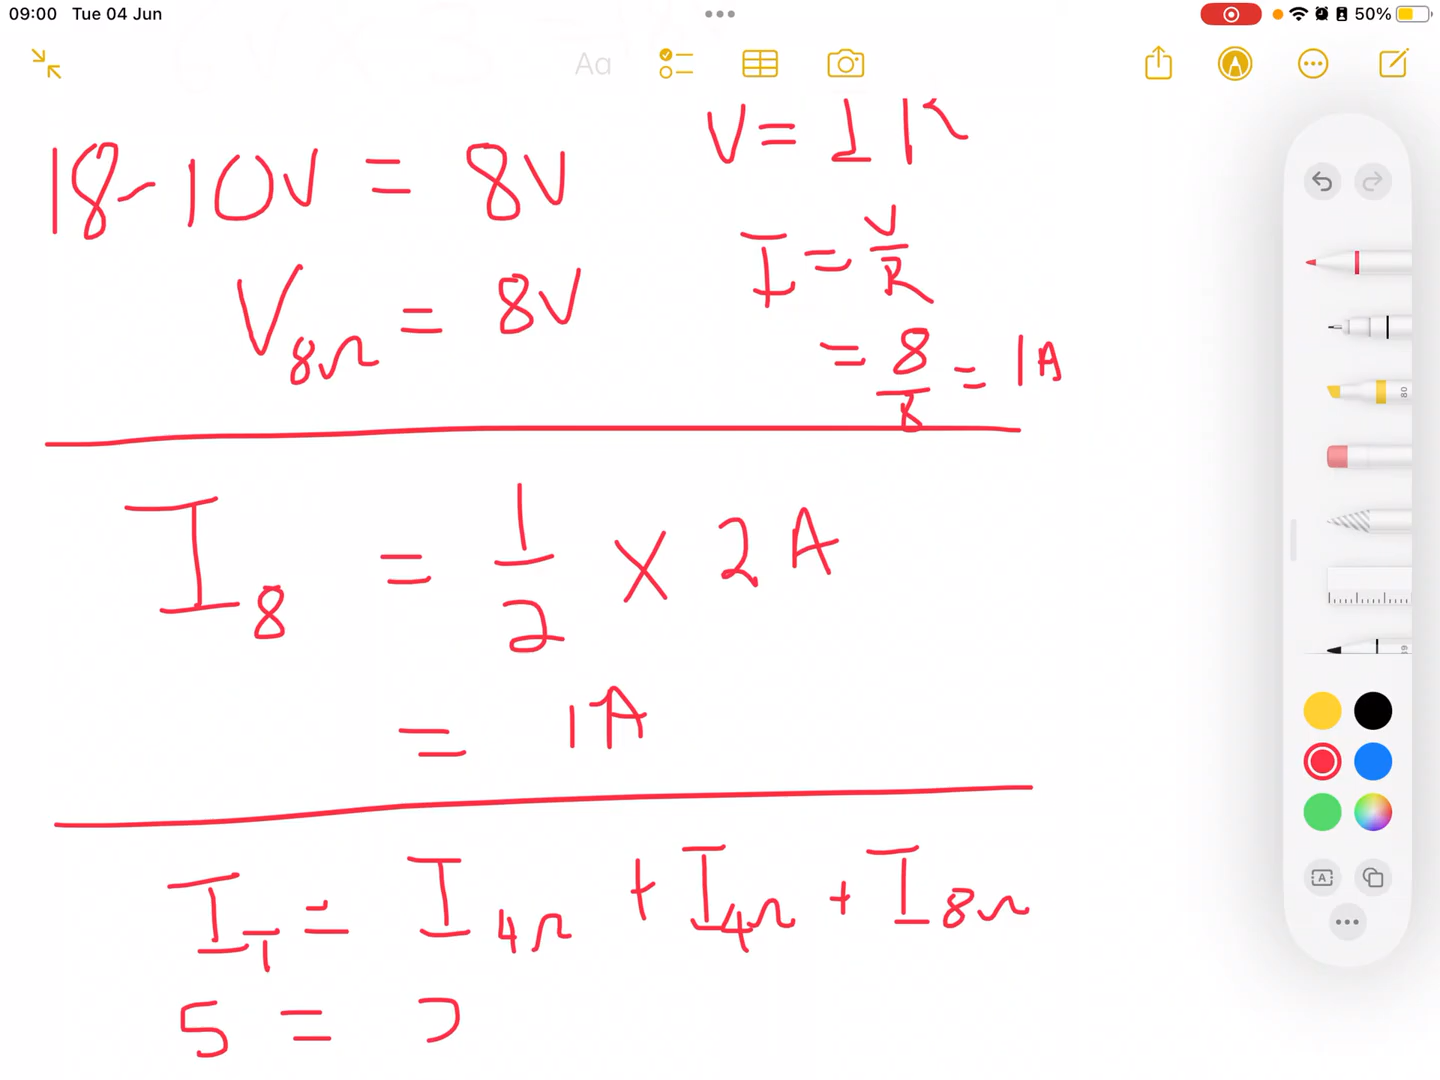 09:00 Tue 04 Jun
50%
Aa
18-10V = 8V
V = I R
V8Ω = 8V
I = V/R
= 8/8 = 1A
I8 = 1/2 × 2A
= 1A
IT = I4Ω + I4Ω + I8Ω
5 =
80
A